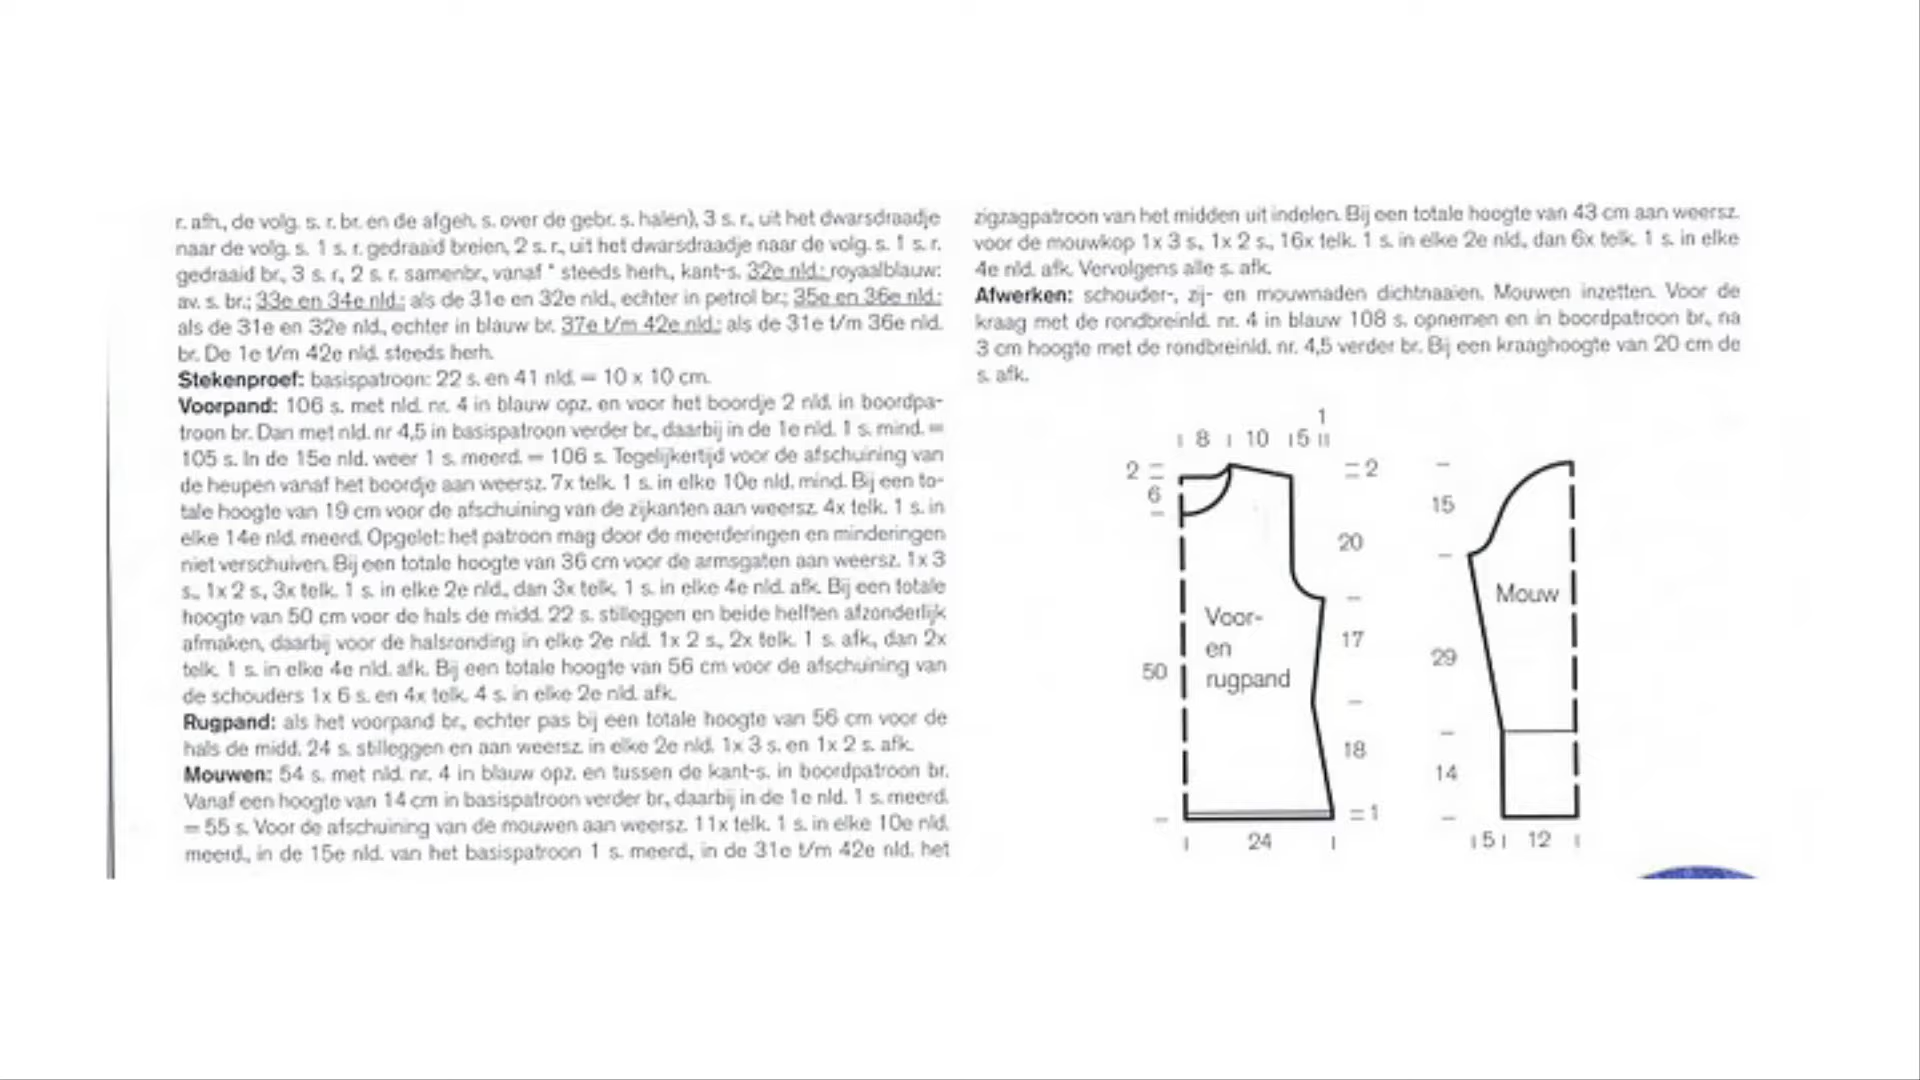 r. afh., de volg. s. r. br. en de afgeh. s. over de gebr. s. halen), 3 s. r., uit het dwarsdraadje
naar de volg. s. 1 s. r. gedraaid breien, 2 s. r., uit het dwarsdraadje naar de volg. s. 1 s. r.
gedraaid br., 3 s. r., 2 s. r. samenbr., vanaf * steeds herh., kant-s. 32e nld.: royaalblauw:
av. s. br.; 33e en 34e nld.: als de 31e en 32e nld., echter in petrol br.; 35e en 36e nld.:
als de 31e en 32e nld., echter in blauw br. 37e t/m 42e nld.: als de 31e t/m 36e nld.
br. De 1e t/m 42e nld. steeds herh.
Stekenproef: basispatroon: 22 s. en 41 nld. = 10 x 10 cm.
Voorpand: 106 s. met nld. nr. 4 in blauw opz. en voor het boordje 2 nld. in boordpa-
troon br. Dan met nld. nr 4,5 in basispatroon verder br., daarbij in de 1e nld. 1 s. mind. =
105 s. In de 15e nld. weer 1 s. meerd. = 106 s. Tegelijkertijd voor de afschuining van
de heupen vanaf het boordje aan weersz. 7x telk. 1 s. in elke 10e nld. mind. Bij een to-
tale hoogte van 19 cm voor de afschuining van de zijkanten aan weersz. 4x telk. 1 s. in
elke 14e nld. meerd. Opgelet: het patroon mag door de meerderingen en minderingen
niet verschuiven. Bij een totale hoogte van 36 cm voor de armsgaten aan weersz. 1x 3
s., 1x 2 s., 3x telk. 1 s. in elke 2e nld., dan 3x telk. 1 s. in elke 4e nld. afk. Bij een totale
hoogte van 50 cm voor de hals de midd. 22 s. stilleggen en beide helften afzonderlijk
afmaken, daarbij voor de halsronding in elke 2e nld. 1x 2 s., 2x telk. 1 s. afk., dan 2x
telk. 1 s. in elke 4e nld. afk. Bij een totale hoogte van 56 cm voor de afschuining van
de schouders 1x 6 s. en 4x telk. 4 s. in elke 2e nld. afk.
Rugpand: als het voorpand br., echter pas bij een totale hoogte van 56 cm voor de
hals de midd. 24 s. stilleggen en aan weersz. in elke 2e nld. 1x 3 s. en 1x 2 s. afk.
Mouwen: 54 s. met nld. nr. 4 in blauw opz. en tussen de kant-s. in boordpatroon br.
Vanaf een hoogte van 14 cm in basispatroon verder br., daarbij in de 1e nld. 1 s. meerd.
= 55 s. Voor de afschuining van de mouwen aan weersz. 11x telk. 1 s. in elke 10e nld.
meerd., in de 15e nld. van het basispatroon 1 s. meerd., in de 31e t/m 42e nld. het
zigzagpatroon van het midden uit indelen. Bij een totale hoogte van 43 cm aan weersz.
voor de mouwkop 1x 3 s., 1x 2 s., 16x telk. 1 s. in elke 2e nld., dan 6x telk. 1 s. in elke
4e nld. afk. Vervolgens alle s. afk.
Afwerken: schouder-, zij- en mouwnaden dichtnaaien. Mouwen inzetten. Voor de
kraag met de rondbreinld. nr. 4 in blauw 108 s. opnemen en in boordpatroon br., na
3 cm hoogte met de rondbreinld. nr. 4,5 verder br. Bij een kraaghoogte van 20 cm de
s. afk.
1
8 10 5
2 2
6 15
20
Voor-
en
rugpand
Mouw
50 17 29
18 14
1
24 5 12